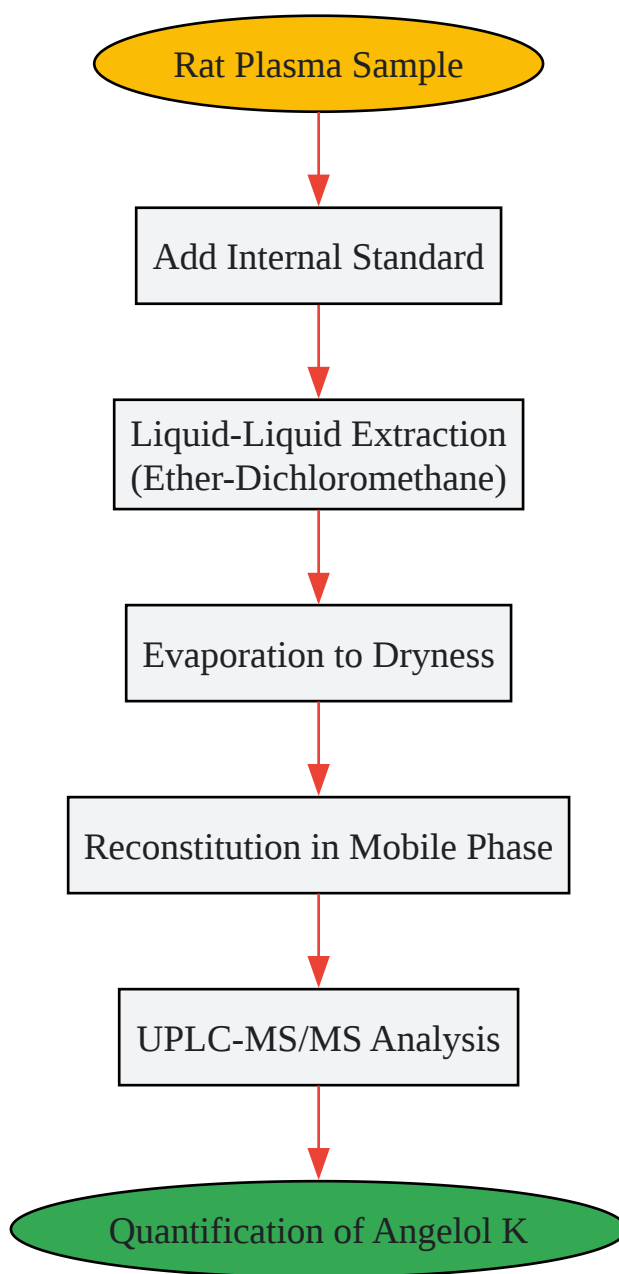 Rat Plasma Sample
Add Internal Standard
Liquid-Liquid Extraction
(Ether-Dichloromethane)
Evaporation to Dryness
Reconstitution in Mobile Phase
UPLC-MS/MS Analysis
Quantification of Angelol K